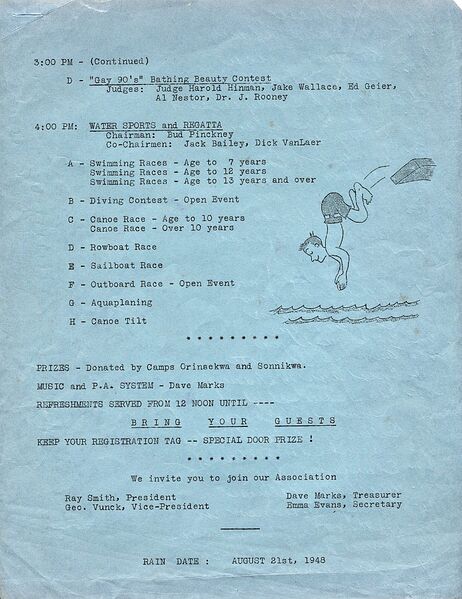 3:00 PM - (Continued)
D - "Gay 90's" Bathing Beauty Contest
Judges: Judge Harold Hinman, Jake Wallace, Ed Geier,
Al Nestor, Dr. J. Rooney
4:00 PM: WATER SPORTS and REGATTA
Chairman: Bud Pinckney
Co-Chairmen: Jack Bailey, Dick VanLaer
A - Swimming Races - Age to 7 years
Swimming Races - Age to 12 years
Swimming Races - Age to 13 years and over
B - Diving Contest - Open Event
C - Canoe Race - Age to 10 years
Canoe Race - Over 10 years
D - Rowboat Race
E - Sailboat Race
F - Outboard Race - Open Event
G - Aquaplaning
H - Canoe Tilt
* * * * * * * * *
PRIZES - Donated by Camps Orinsekwa and Sonnikwa.
MUSIC and P.A. SYSTEM - Dave Marks
REFRESHMENTS SERVED FROM 12 NOON UNTIL ----
BRING YOUR GUESTS
KEEP YOUR REGISTRATION TAG -- SPECIAL DOOR PRIZE !
* * * * * * * * *
We invite you to join our Association
Ray Smith, President Dave Marks, Treasurer
Geo. Vunck, Vice-President Emma Evans, Secretary
RAIN DATE : AUGUST 21st, 1948